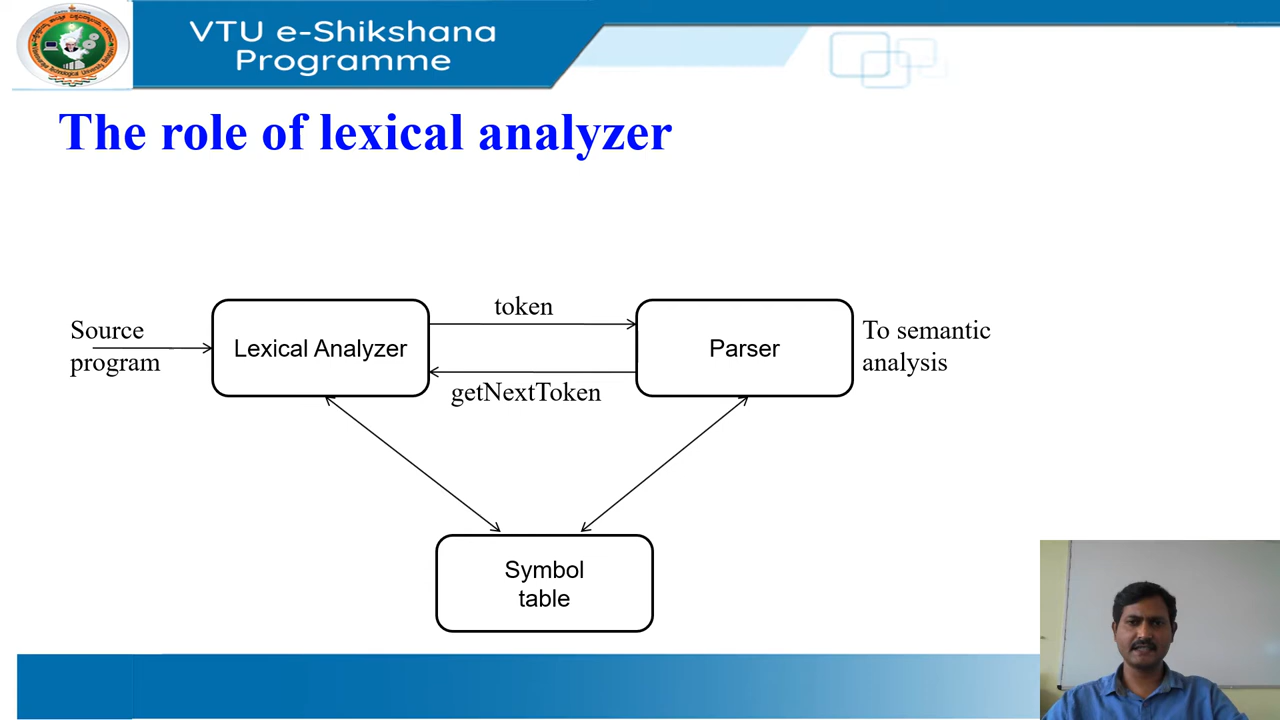 VTU e-Shikshana
Programme
The role of lexical analyzer
Source
program
Lexical Analyzer
token
getNextToken
Parser
To semantic
analysis
Symbol
table